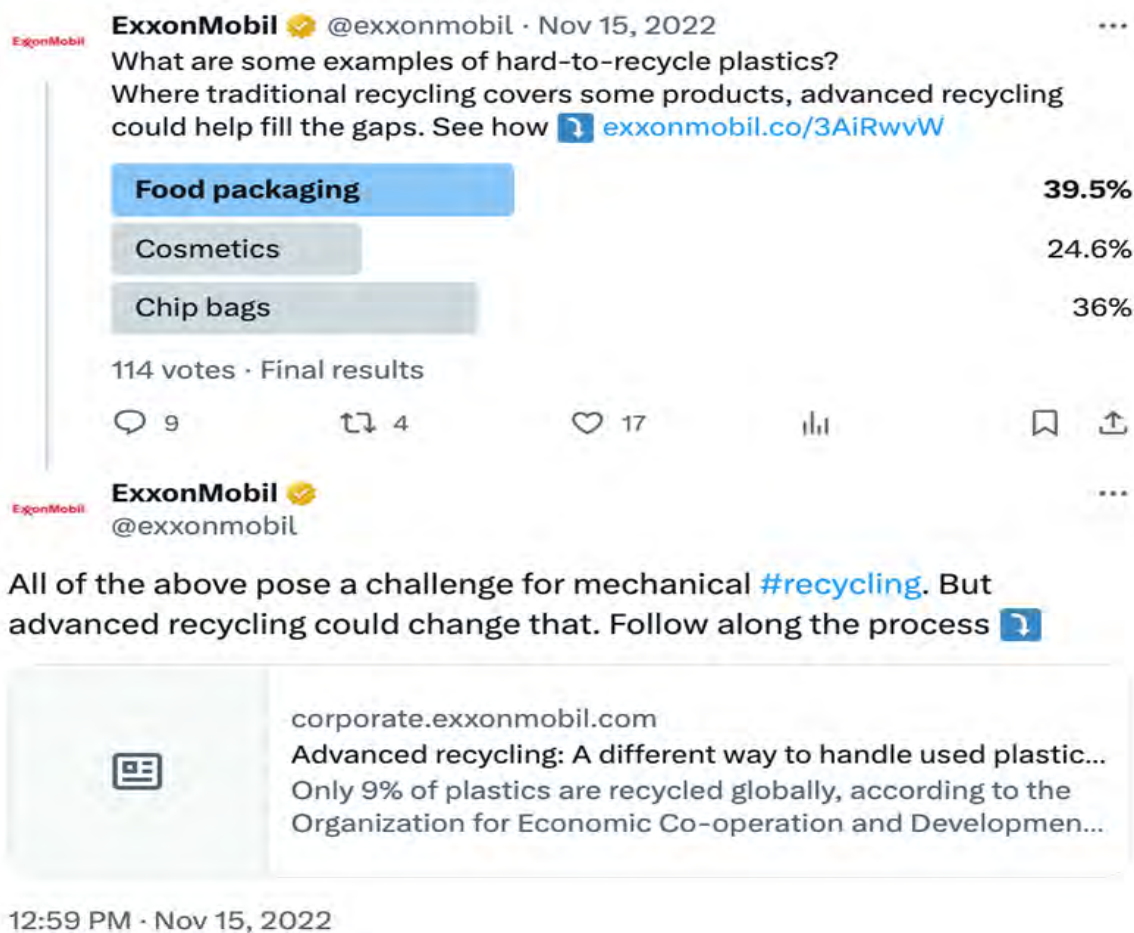 ExxonMobil
ExxonMobil @exxonmobil · Nov 15, 2022
What are some examples of hard-to-recycle plastics?
Where traditional recycling covers some products, advanced recycling
could help fill the gaps. See how ⤵️ exxonmobil.co/3AiRwvW
Food packaging 39.5%
Cosmetics 24.6%
Chip bags 36%
114 votes · Final results
9 4 17
ExxonMobil
ExxonMobil
@exxonmobil
All of the above pose a challenge for mechanical #recycling. But
advanced recycling could change that. Follow along the process ⤵️
corporate.exxonmobil.com
Advanced recycling: A different way to handle used plastic...
Only 9% of plastics are recycled globally, according to the
Organization for Economic Co-operation and Developmen...
12:59 PM · Nov 15, 2022